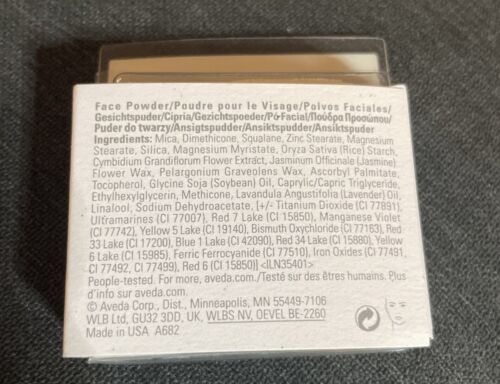 Face Powder/Poudre pour le Visage/Polvos Faciales/
Gesichtspuder/Cipria/Gezichtspoeder/Pó Facial/Πούδρα Προσώπου/
Puder do twarzy/Ansigtspudder/Ansiktspudder/Ansiktspuder
Ingredients: Mica, Dimethicone, Squalane, Zinc Stearate, Magnesium
Stearate, Silica, Magnesium Myristate, Oryza Sativa (Rice) Starch,
Cymbidium Grandiflorum Flower Extract, Jasminum Officinale (Jasmine)
Flower Wax, Pelargonium Graveolens Wax, Ascorbyl Palmitate,
Tocopherol, Glycine Soja (Soybean) Oil, Caprylic/Capric Triglyceride,
Ethylhexylglycerin, Methicone, Lavandula Angustifolia (Lavender) Oil,
Linalool, Sodium Dehydroacetate, [+/- Titanium Dioxide (CI 77891),
Ultramarines (CI 77007), Red 7 Lake (CI 15850), Manganese Violet
(CI 77742), Yellow 5 Lake (CI 19140), Bismuth Oxychloride (CI 77163), Red
33 Lake (CI 17200), Blue 1 Lake (CI 42090), Red 34 Lake (CI 15880), Yellow
6 Lake (CI 15985), Ferric Ferrocyanide (CI 77510), Iron Oxides (CI 77491,
CI 77492, CI 77499), Red 6 (CI 15850)] <ILN35401>
People-tested. For more, aveda.com./Testé sur des êtres humains. Plus
d'info sur aveda.com.
© Aveda Corp., Dist., Minneapolis, MN 55449-7106
WLB Ltd, GU32 3DD, UK, WLBS NV, OEVEL BE-2260
Made in USA A682